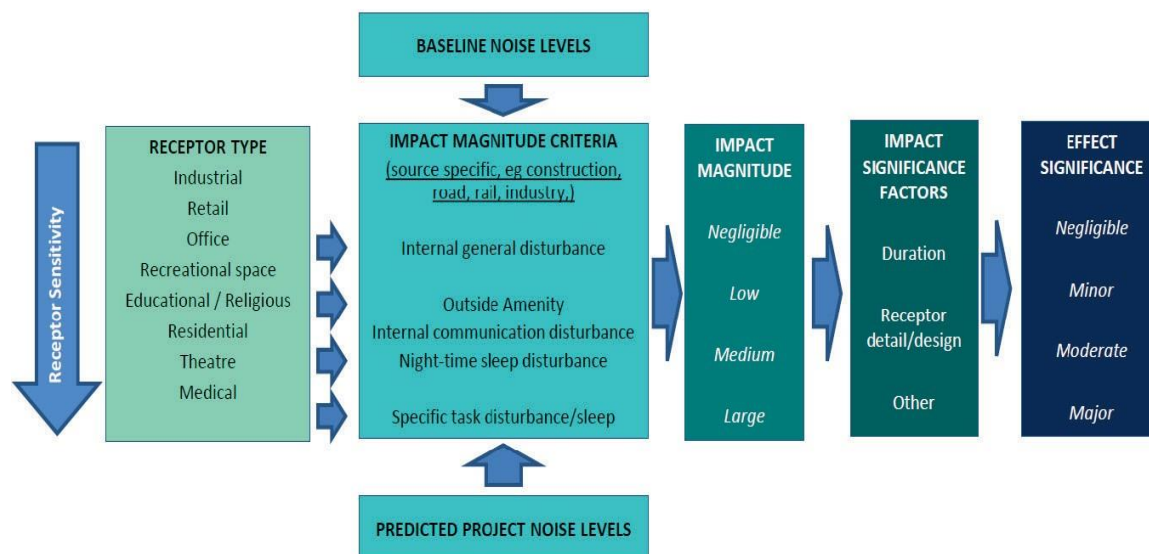 BASELINE NOISE LEVELS
Receptor Sensitivity
RECEPTOR TYPE
Industrial
Retail
Office
Recreational space
Educational / Religious
Residential
Theatre
Medical
IMPACT MAGNITUDE CRITERIA
(source specific, eg construction,
road, rail, industry,)
Internal general disturbance
Outside Amenity
Internal communication disturbance
Night-time sleep disturbance
Specific task disturbance/sleep
PREDICTED PROJECT NOISE LEVELS
IMPACT
MAGNITUDE
Negligible
Low
Medium
Large
IMPACT
SIGNIFICANCE
FACTORS
Duration
Receptor
detail/design
Other
EFFECT
SIGNIFICANCE
Negligible
Minor
Moderate
Major